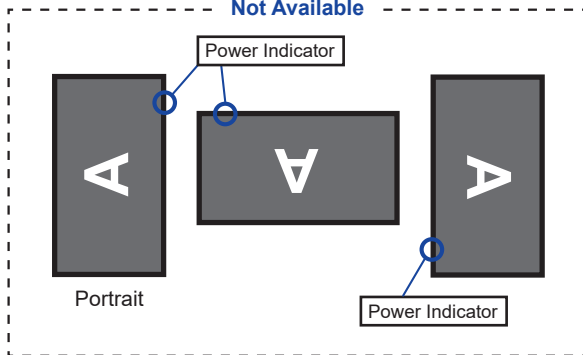 Not Available
Power Indicator
A
A
A
Portrait
Power Indicator